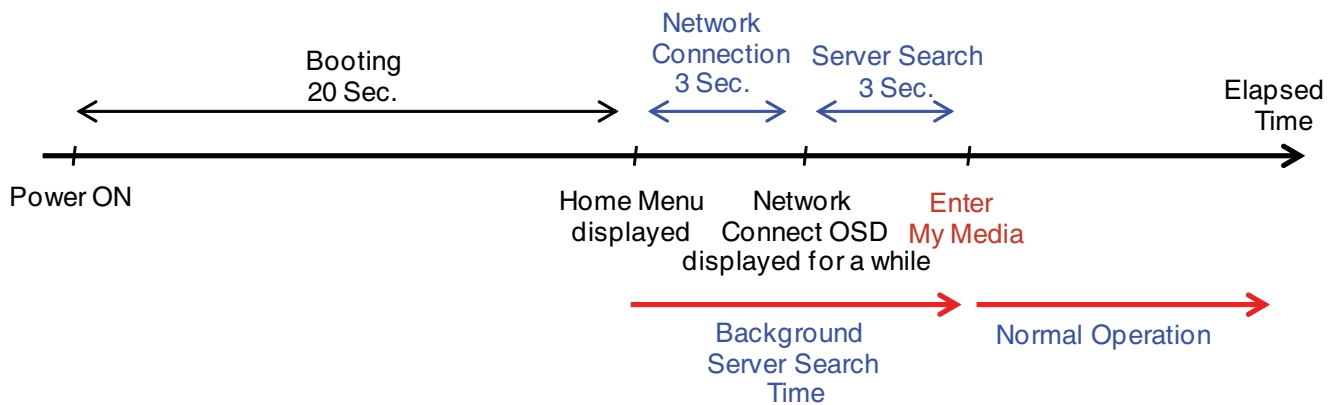 Booting
20 Sec.
Network
Connection
3 Sec.
Server Search
3 Sec.
Elapsed
Time
Power ON
Home Menu
displayed
Network
Connect OSD
displayed for a while
Enter
My Media
Background
Server Search
Time
Normal Operation